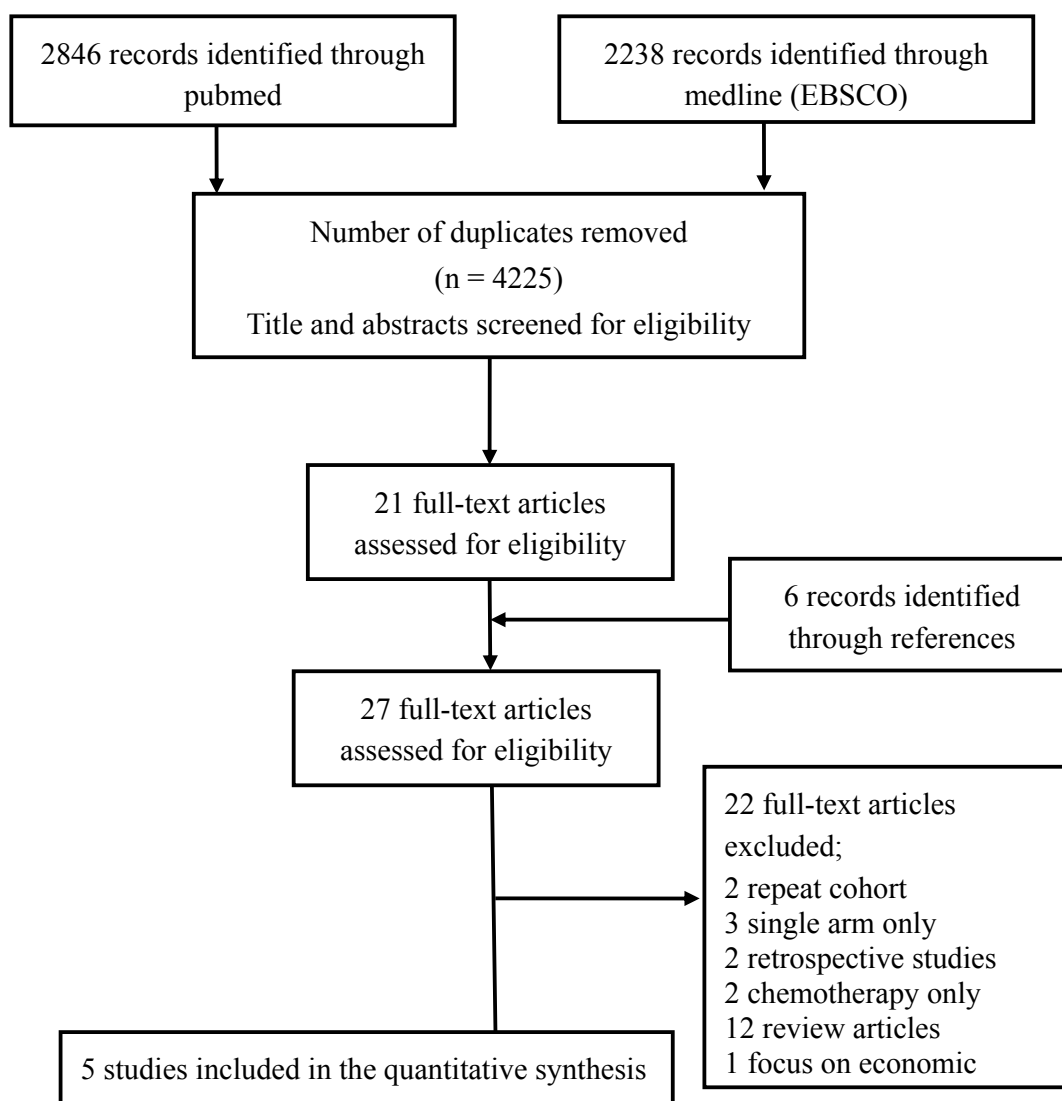 2846 records identified through
pubmed
2238 records identified through
medline (EBSCO)
Number of duplicates removed
(n = 4225)
Title and abstracts screened for eligibility
21 full-text articles
assessed for eligibility
6 records identified
through references
27 full-text articles
assessed for eligibility
22 full-text articles
excluded;
2 repeat cohort
3 single arm only
2 retrospective studies
2 chemotherapy only
12 review articles
1 focus on economic
5 studies included in the quantitative synthesis